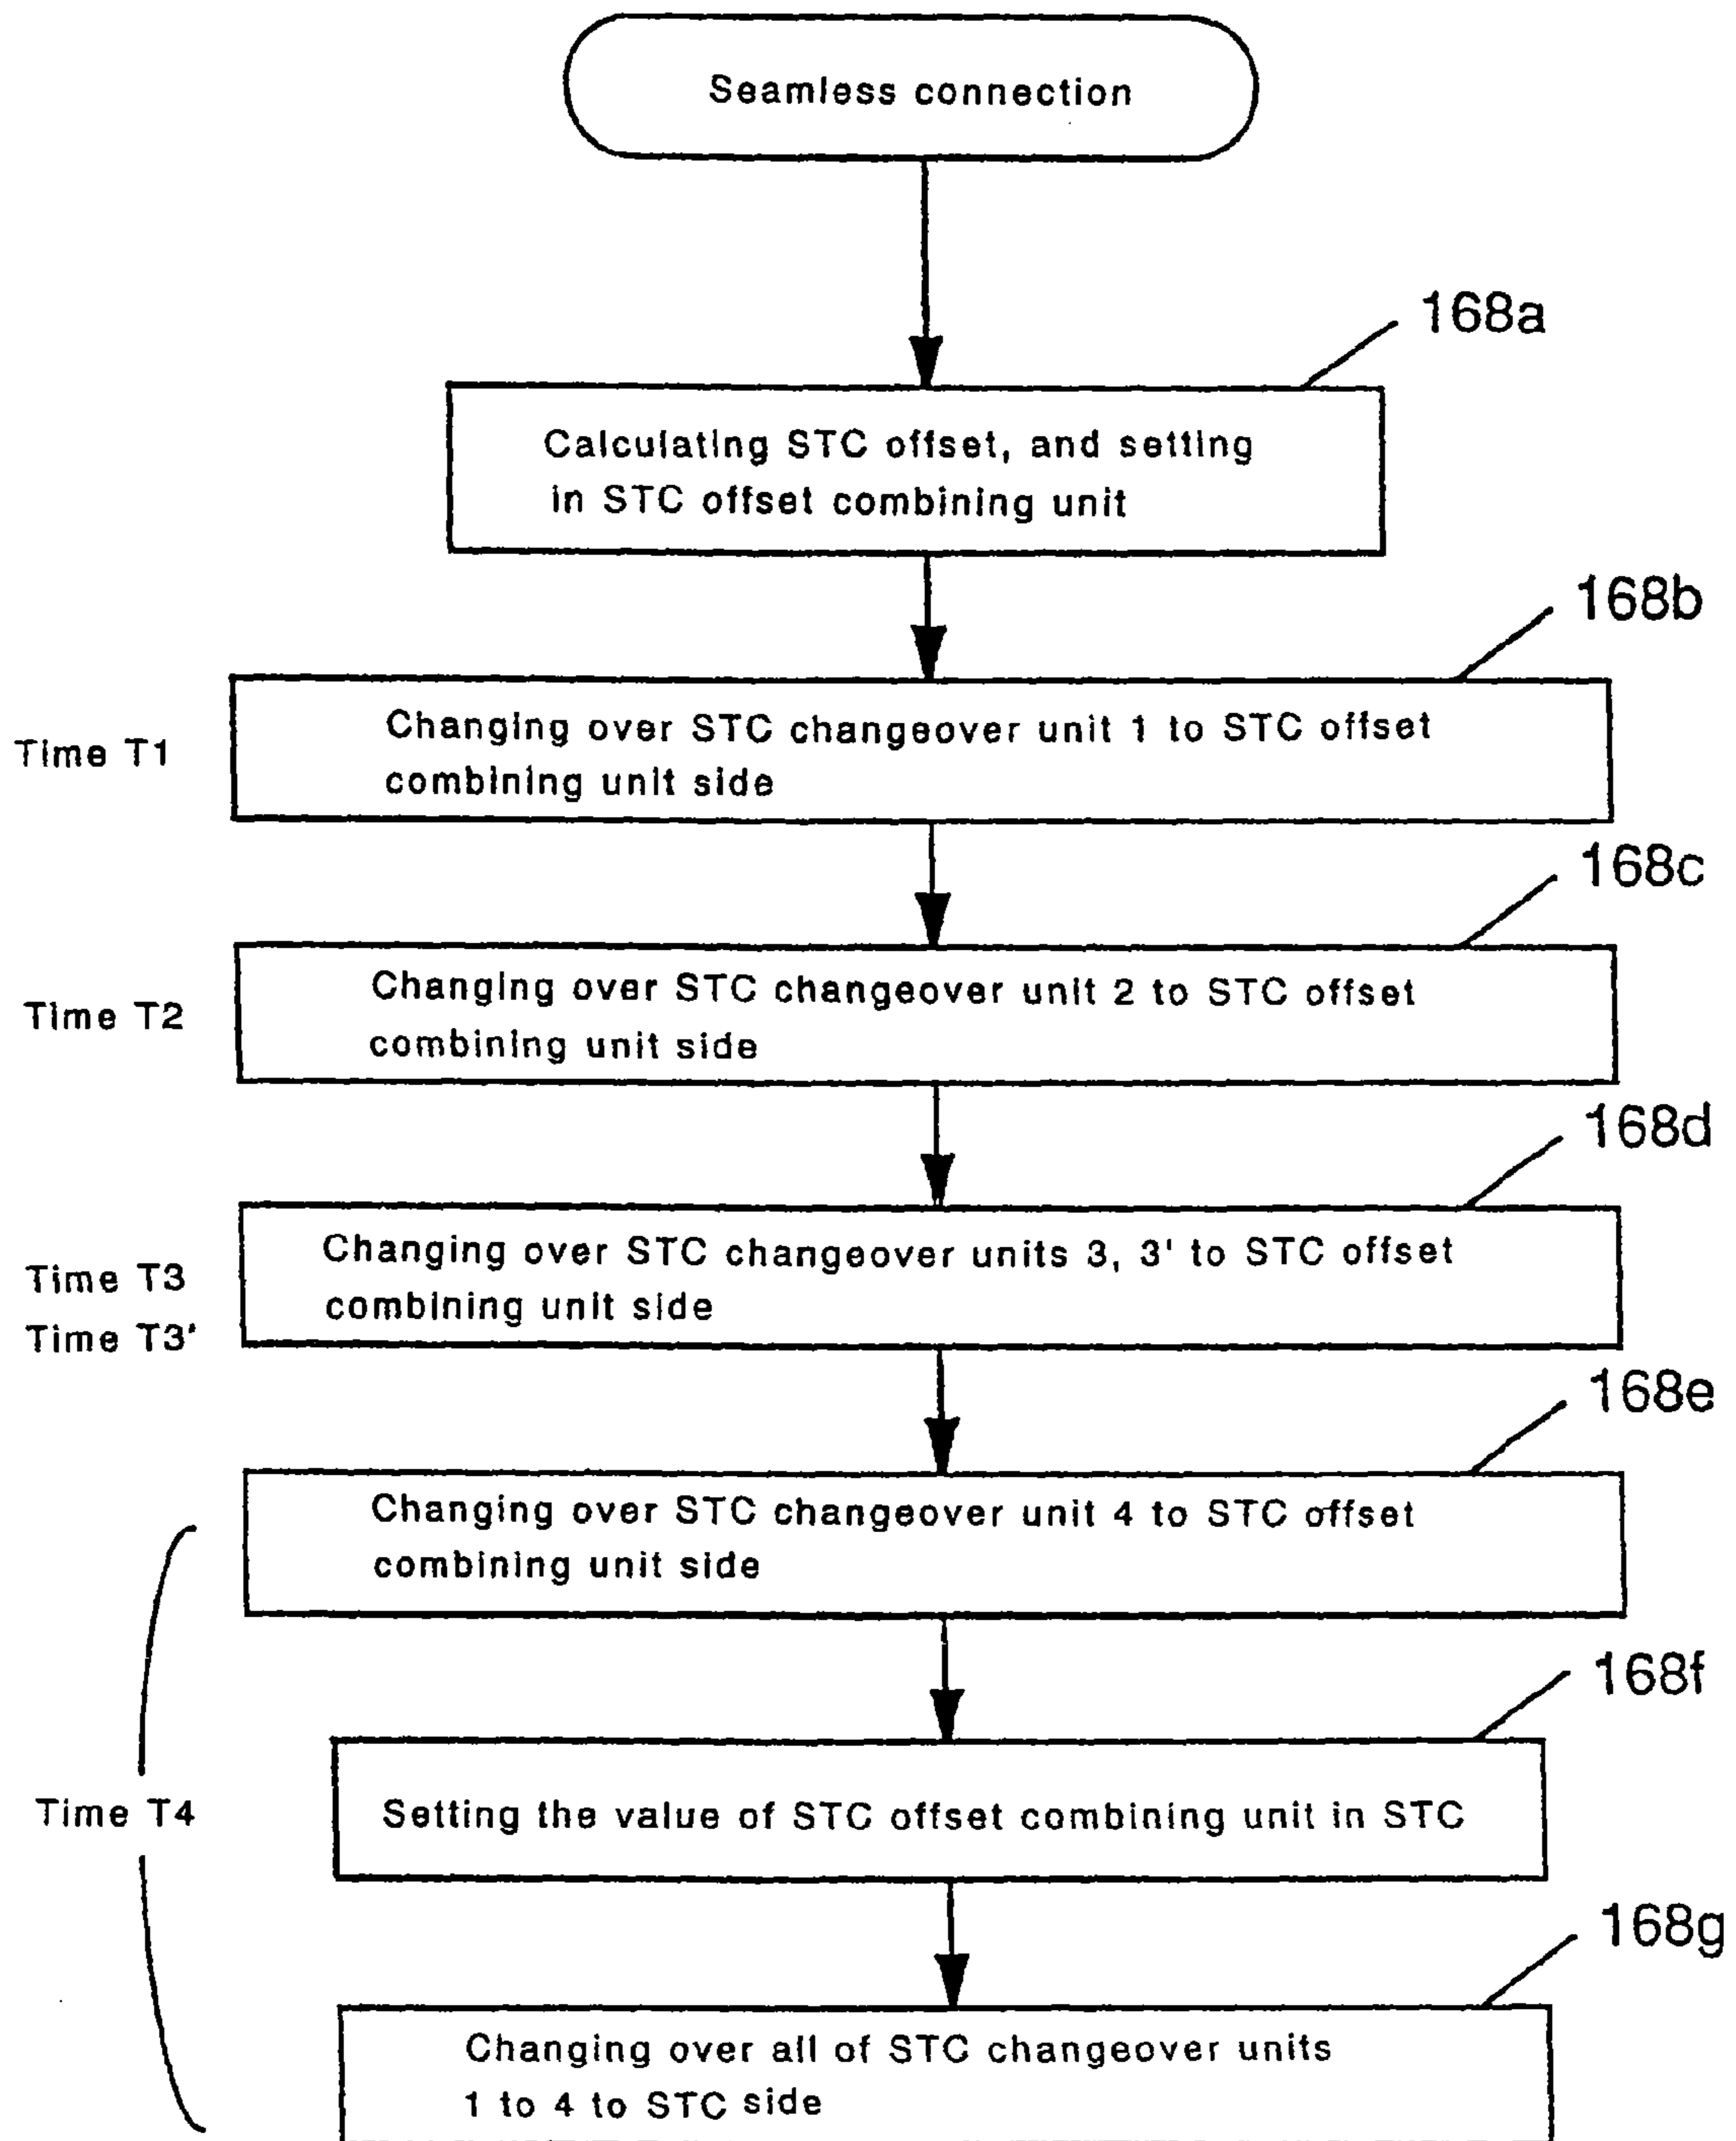 Seamless connection
168a
Calculating STC offset, and setting
in STC offset combining unit
168b
Time T1
Changing over STC changeover unit 1 to STC offset
combining unit side
168c
Time T2
Changing over STC changeover unit 2 to STC offset
combining unit side
168d
Time T3
Time T3'
Changing over STC changeover units 3, 3' to STC offset
combining unit side
168e
Changing over STC changeover unit 4 to STC offset
combining unit side
168f
Time T4
Setting the value of STC offset combining unit in STC
168g
Changing over all of STC changeover units
1 to 4 to STC side